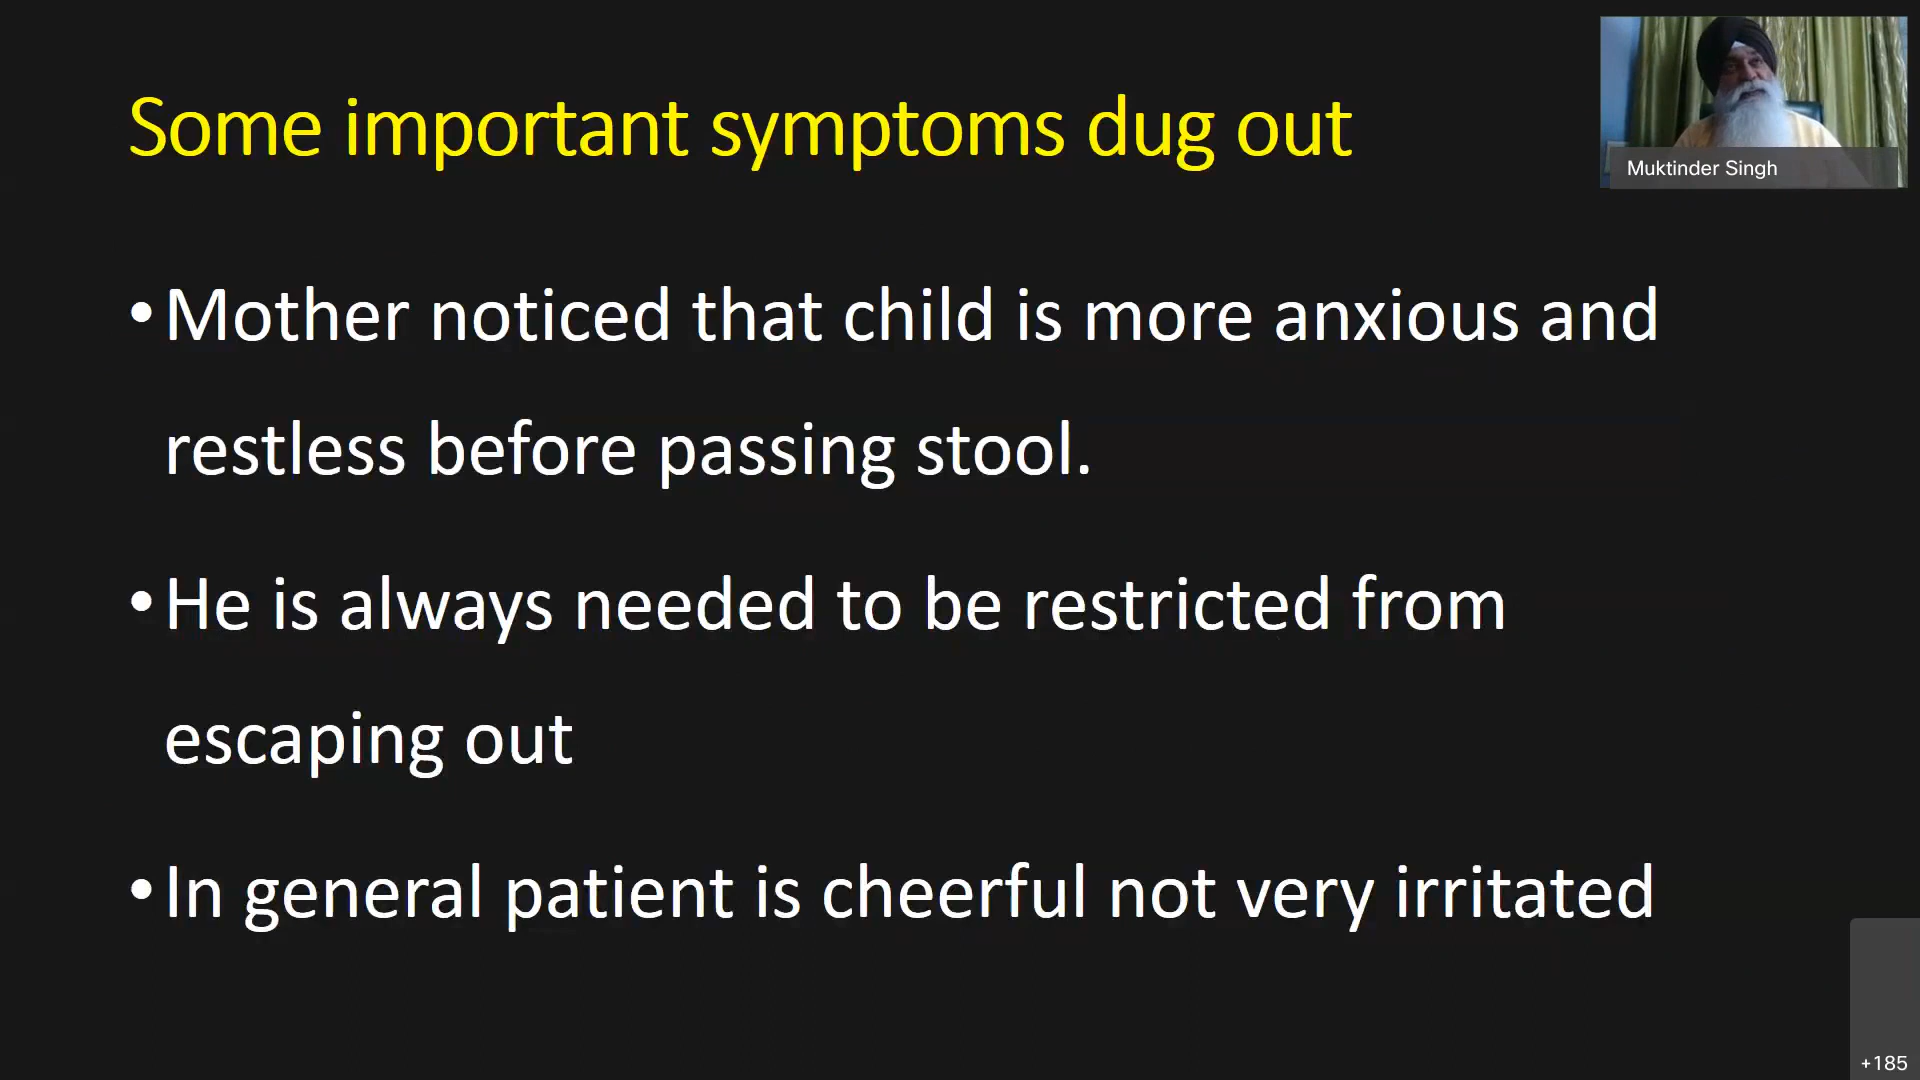 Some important symptoms dug out
Muktinder Singh
•Mother noticed that child is more anxious and
restless before passing stool.
•He is always needed to be restricted from
escaping out
•In general patient is cheerful not very irritated
+185